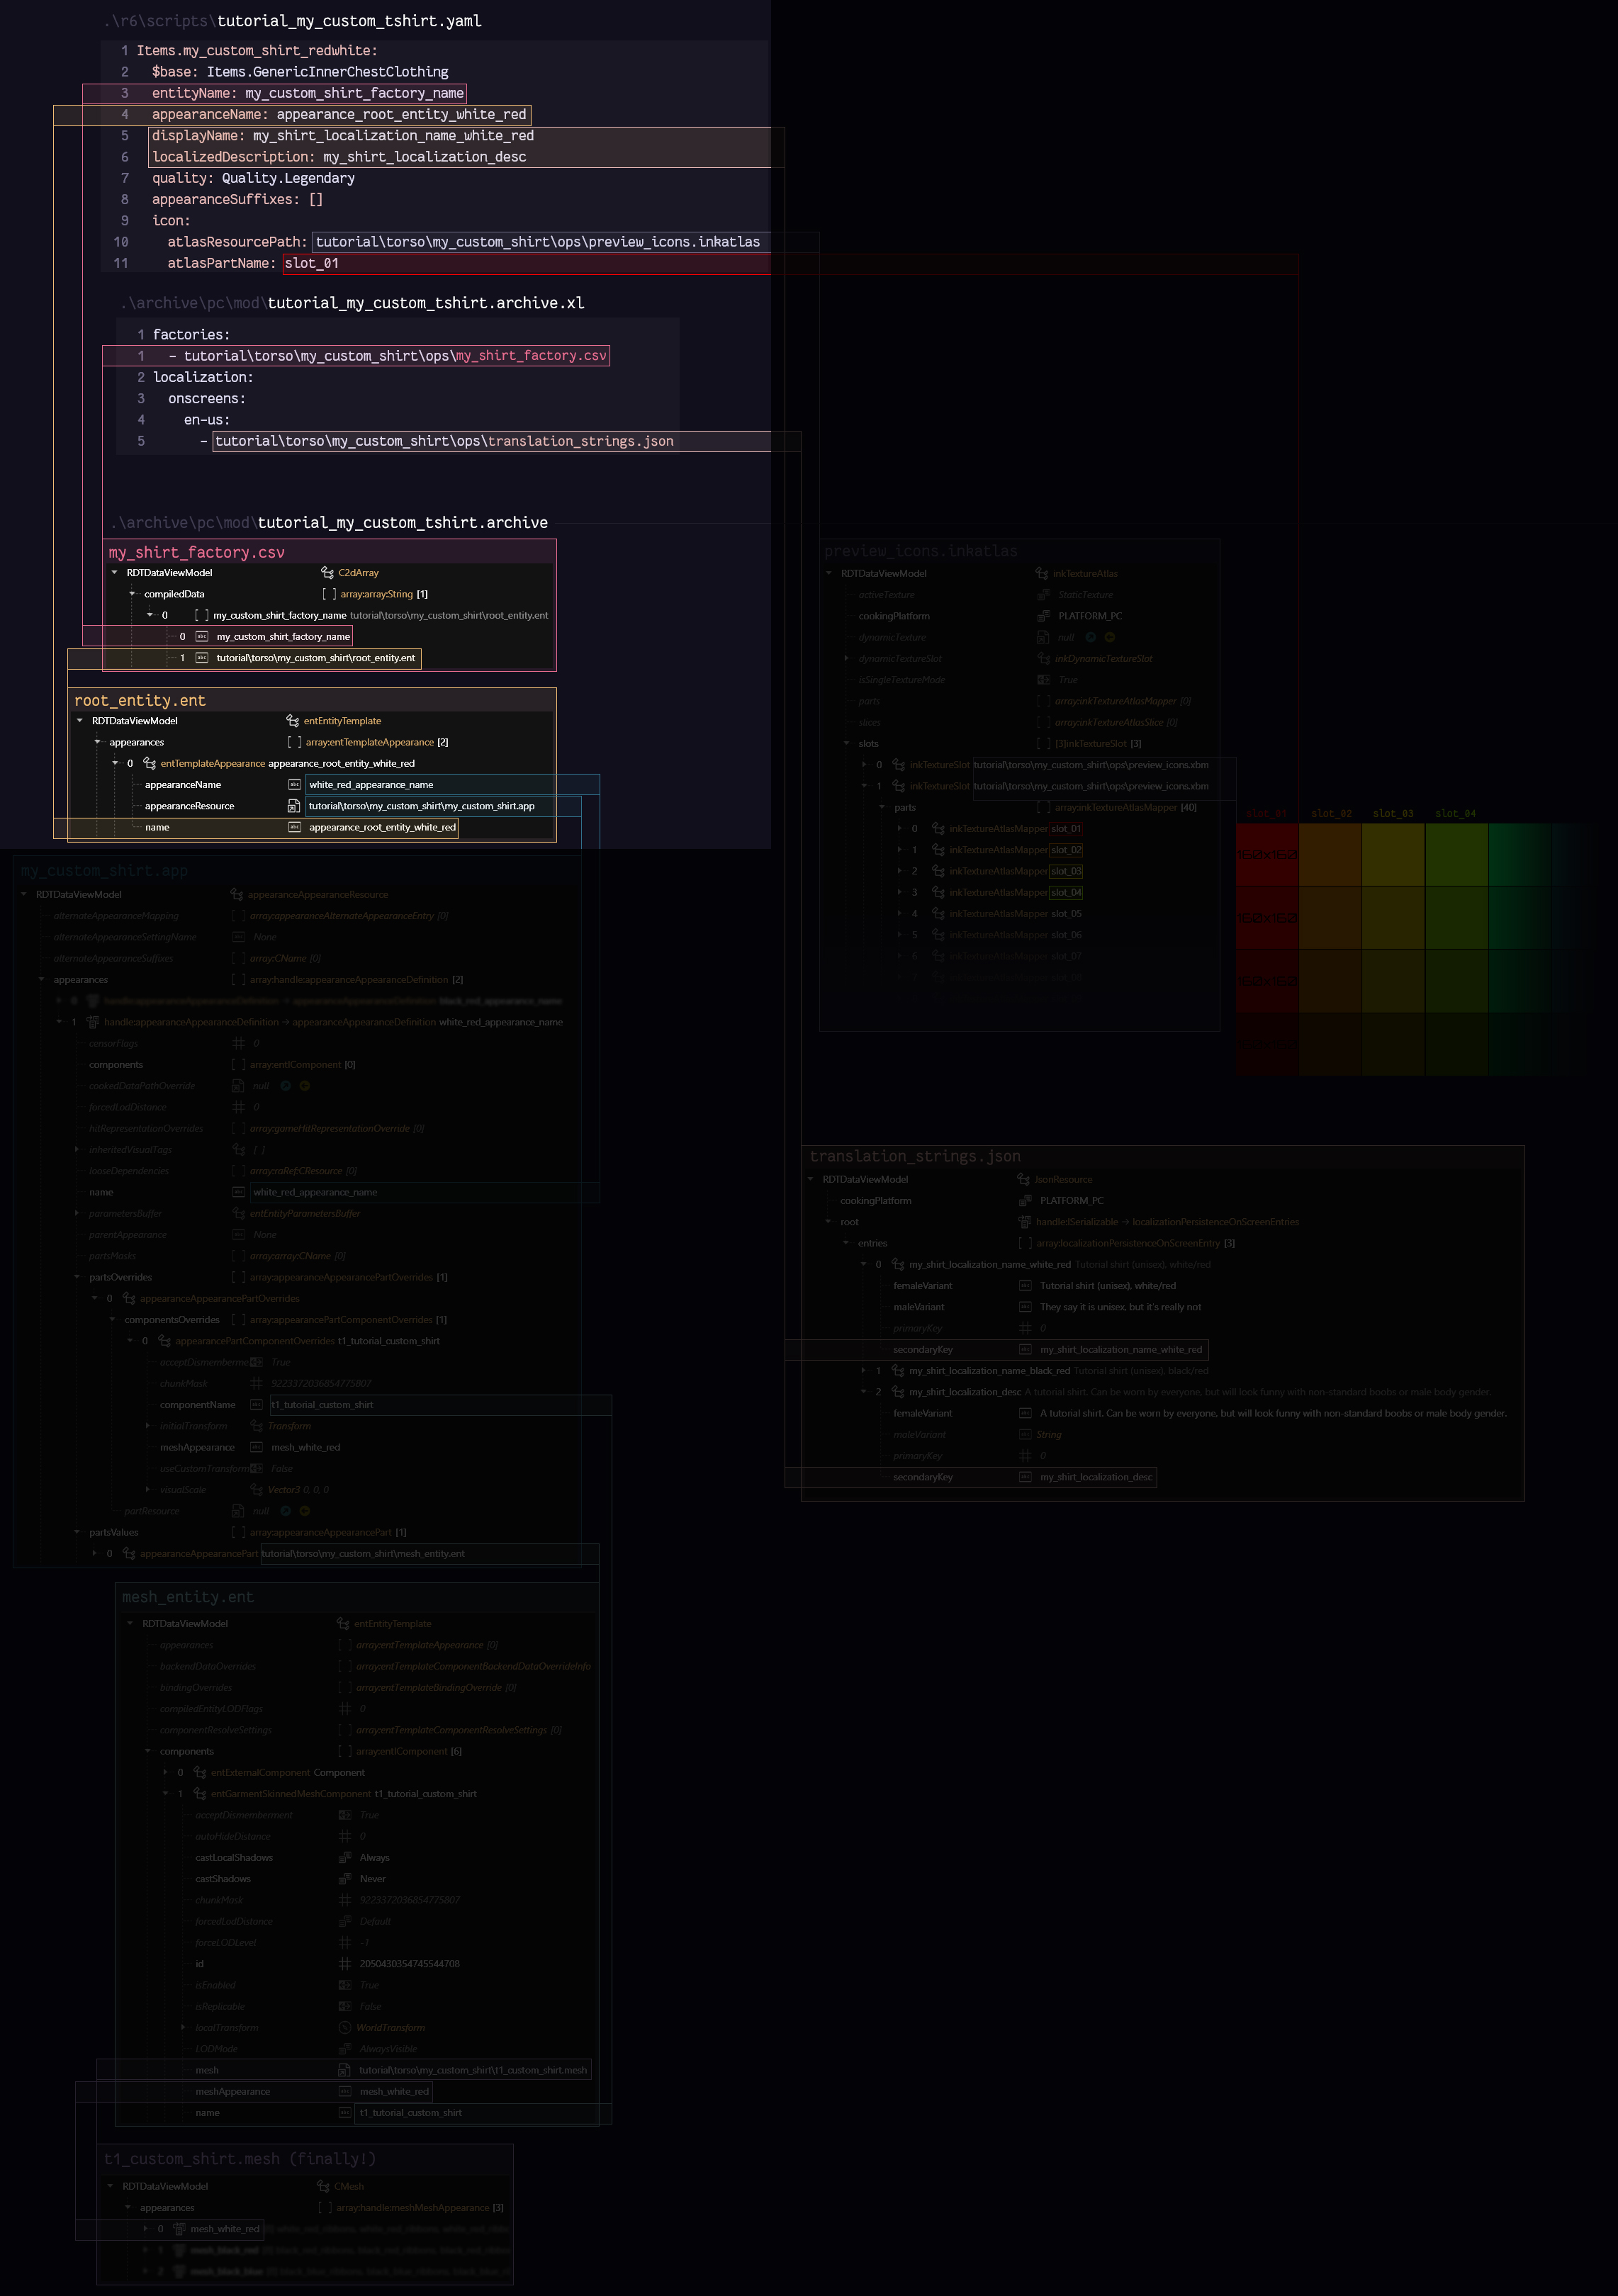 .\r6\scripts\tutorial_my_custom_tshirt.yaml
1 Items.my_custom_shirt_redwhite:
2 $base: Items.GenericInnerChestClothing
3 entityName: my_custom_shirt_factory_name
4 appearanceName: appearance_root_entity_white_red
5 displayName: my_shirt_localization_name_white_red
6 localizedDescription: my_shirt_localization_desc
7 quality: Quality.Legendary
8 appearanceSuffixes: []
9 icon:
10 atlasResourcePath: tutorial\torso\my_custom_shirt\ops\preview_icons.inkatlas
11 atlasPartName: slot_01
.\archive\pc\mod\tutorial_my_custom_tshirt.archive.xl
1 factories:
1 - tutorial\torso\my_custom_shirt\ops\my_shirt_factory.csv
2 localization:
3 onscreens:
4 en-us:
5 - tutorial\torso\my_custom_shirt\ops\translation_strings.json
.\archive\pc\mod\tutorial_my_custom_tshirt.archive
my_shirt_factory.csv
RDTDataViewModel C2dArray
compiledData [ ] array:array:String [1]
0 [ ] my_custom_shirt_factory_name tutorial\torso\my_custom_shirt\root_entity.ent
0 abc my_custom_shirt_factory_name
1 abc tutorial\torso\my_custom_shirt\root_entity.ent
root_entity.ent
RDTDataViewModel entEntityTemplate
appearances [ ] array:entTemplateAppearance [2]
0 entTemplateAppearance appearance_root_entity_white_red
appearanceName abc white_red_appearance_name
appearanceResource tutorial\torso\my_custom_shirt\my_custom_shirt.app
name abc appearance_root_entity_white_red
my_custom_shirt.app
RDTDataViewModel appearanceAppearanceResource
alternateAppearanceMapping [ ] array:appearanceAlternateAppearanceEntry [0]
alternateAppearanceSettingName abc None
alternateAppearanceSuffixes [ ] array:CName [0]
appearances [ ] array:handle:appearanceAppearanceDefinition [2]
0 handle:appearanceAppearanceDefinition → appearanceAppearanceDefinition black_red_appearance_name
1 handle:appearanceAppearanceDefinition → appearanceAppearanceDefinition white_red_appearance_name
censorFlags # 0
components [ ] array:entIComponent [0]
cookedDataPathOverride null
forcedLodDistance # 0
hitRepresentationOverrides [ ] array:gameHitRepresentationOverride [0]
inheritedVisualTags [ ]
looseDependencies [ ] array:raRef:CResource [0]
name abc white_red_appearance_name
parametersBuffer entEntityParametersBuffer
parentAppearance abc None
partsMasks [ ] array:array:CName [0]
partsOverrides [ ] array:appearanceAppearancePartOverrides [1]
0 appearanceAppearancePartOverrides
componentsOverrides [ ] array:appearancePartComponentOverrides [1]
0 appearancePartComponentOverrides t1_tutorial_custom_shirt
acceptDismemberme True
chunkMask # 9223372036854775807
componentName abc t1_tutorial_custom_shirt
initialTransform Transform
meshAppearance abc mesh_white_red
useCustomTransform False
visualScale Vector3 0, 0, 0
partResource null
partsValues [ ] array:appearanceAppearancePart [1]
0 appearanceAppearancePart tutorial\torso\my_custom_shirt\mesh_entity.ent
mesh_entity.ent
RDTDataViewModel entEntityTemplate
appearances [ ] array:entTemplateAppearance [0]
backendDataOverrides [ ] array:entTemplateComponentBackendDataOverrideInfo
bindingOverrides [ ] array:entTemplateBindingOverride [0]
compiledEntityLODFlags # 0
componentResolveSettings [ ] array:entTemplateComponentResolveSettings [0]
components [ ] array:entIComponent [6]
0 entExternalComponent Component
1 entGarmentSkinnedMeshComponent t1_tutorial_custom_shirt
acceptDismemberment True
autoHideDistance # 0
castLocalShadows Always
castShadows Never
chunkMask # 9223372036854775807
forcedLodDistance Default
forceLODLevel # -1
id # 2050430354745544708
isEnabled True
isReplicable False
localTransform WorldTransform
LODMode AlwaysVisible
mesh tutorial\torso\my_custom_shirt\t1_custom_shirt.mesh
meshAppearance abc mesh_white_red
name abc t1_tutorial_custom_shirt
t1_custom_shirt.mesh (finally!)
RDTDataViewModel CMesh
appearances [ ] array:handle:meshMeshAppearance [3]
0 mesh_white_red
1 mesh_black_red
2 mesh_black_blue
preview_icons.inkatlas
RDTDataViewModel inkTextureAtlas
activeTexture StaticTexture
cookingPlatform PLATFORM_PC
dynamicTexture null
dynamicTextureSlot inkDynamicTextureSlot
isSingleTextureMode True
parts [ ] array:inkTextureAtlasMapper [0]
slices [ ] array:inkTextureAtlasSlice [0]
slots [ ] [3]inkTextureSlot [3]
0 inkTextureSlot tutorial\torso\my_custom_shirt\ops\preview_icons.xbm
1 inkTextureSlot tutorial\torso\my_custom_shirt\ops\preview_icons.xbm
parts [ ] array:inkTextureAtlasMapper [40]
0 inkTextureAtlasMapper slot_01
1 inkTextureAtlasMapper slot_02
2 inkTextureAtlasMapper slot_03
3 inkTextureAtlasMapper slot_04
4 inkTextureAtlasMapper slot_05
5 inkTextureAtlasMapper slot_06
6 inkTextureAtlasMapper slot_07
slot_01 slot_02 slot_03 slot_04
160x160
160x160
160x160
translation_strings.json
RDTDataViewModel JsonResource
cookingPlatform PLATFORM_PC
root handle:ISerializable → localizationPersistenceOnScreenEntries
entries [ ] array:localizationPersistenceOnScreenEntry [3]
0 my_shirt_localization_name_white_red Tutorial shirt (unisex), white/red
femaleVariant abc Tutorial shirt (unisex), white/red
maleVariant abc They say it is unisex, but it's really not
primaryKey # 0
secondaryKey abc my_shirt_localization_name_white_red
1 my_shirt_localization_name_black_red Tutorial shirt (unisex), black/red
2 my_shirt_localization_desc A tutorial shirt. Can be worn by everyone, but will look funny with non-standard boobs or male body gender.
femaleVariant abc A tutorial shirt. Can be worn by everyone, but will look funny with non-standard boobs or male body gender.
maleVariant abc String
primaryKey # 0
secondaryKey abc my_shirt_localization_desc